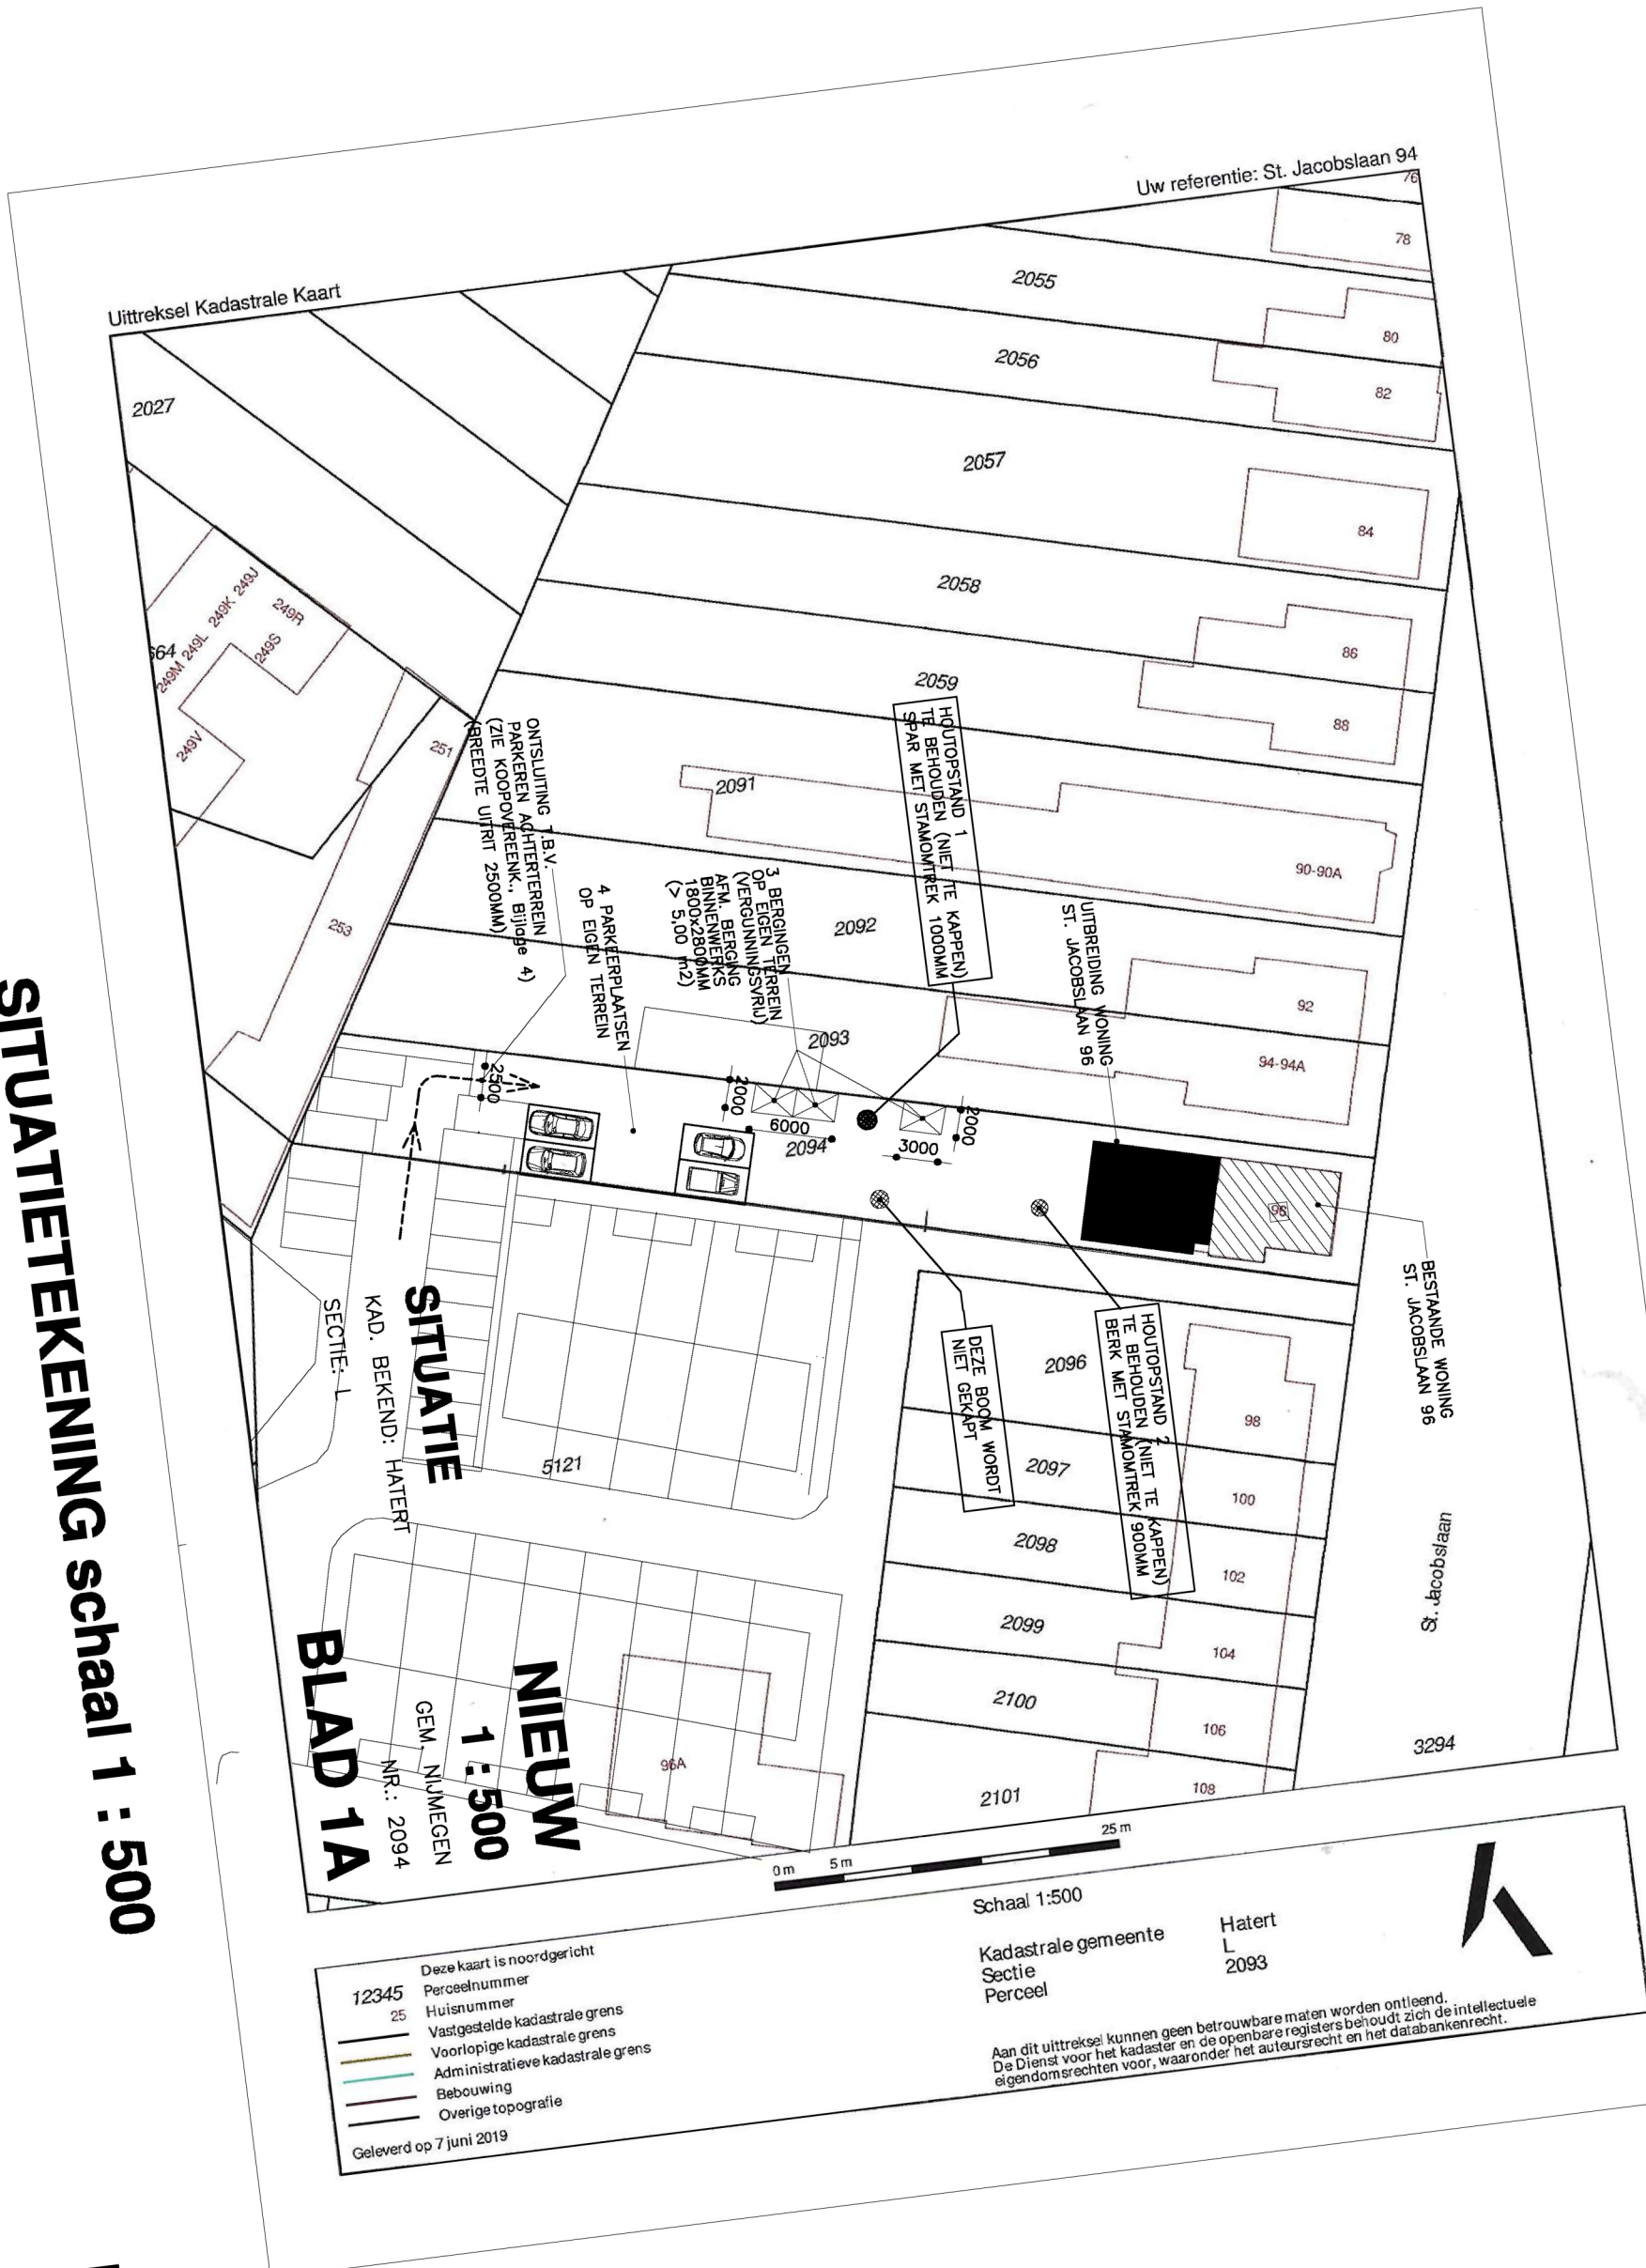 Uittreksel Kadastrale Kaart
Uw referentie: St. Jacobslaan 94
76
78
2055
80
2056
82
2027
2057
84
2058
86
249J
249K
249L
249M
249R
249S
249V
664
2059
88
251
2091
90-90A
253
2092
92
2093
94-94A
ONTSLUITING T.B.V.
PARKEREN ACHTERTERREIN
(ZIE KOOPOVEREENK., Bijlage 4)
(BREEDTE UITRIT 2500MM)
4 PARKEERPLAATSEN
OP EIGEN TERREIN
3 BERGINGEN
OP EIGEN TERREIN
(VERGUNNINGSVRIJ)
AFM. BERGING
BINNENWERKS
1800x2800MM
(> 5,00 m2)
HOUTOPSTAND 1
TE BEHOUDEN (NIET TE KAPPEN)
SPAR MET STAMOMTREK 1000MM
UITBREIDING WONING
ST. JACOBSLAAN 96
2500
2000
6000
2094
3000
2000
96
BESTAANDE WONING
ST. JACOBSLAAN 96
HOUTOPSTAND 2
TE BEHOUDEN (NIET TE KAPPEN)
BERK MET STAMOMTREK 900MM
DEZE BOOM WORDT
NIET GEKAPT
2096
98
2097
100
2098
102
2099
104
2100
106
2101
108
5121
96A
St. Jacobslaan
3294
SITUATIE
KAD. BEKEND: HATERT
SECTIE: L
NIEUW
1 : 500
GEM. NIJMEGEN
NR.: 2094
BLAD 1A
SITUATIETEKENING schaal 1 : 500
0 m
5 m
25 m
Schaal 1:500
Kadastrale gemeente Hatert
Sectie L
Perceel 2093
Deze kaart is noordgericht
12345 Perceelnummer
25 Huisnummer
Vastgestelde kadastrale grens
Voorlopige kadastrale grens
Administratieve kadastrale grens
Bebouwing
Overige topografie
Geleverd op 7 juni 2019
Aan dit uittreksel kunnen geen betrouwbare maten worden ontleend.
De Dienst voor het kadaster en de openbare registers behoudt zich de intellectuele
eigendomsrechten voor, waaronder het auteursrecht en het databankenrecht.